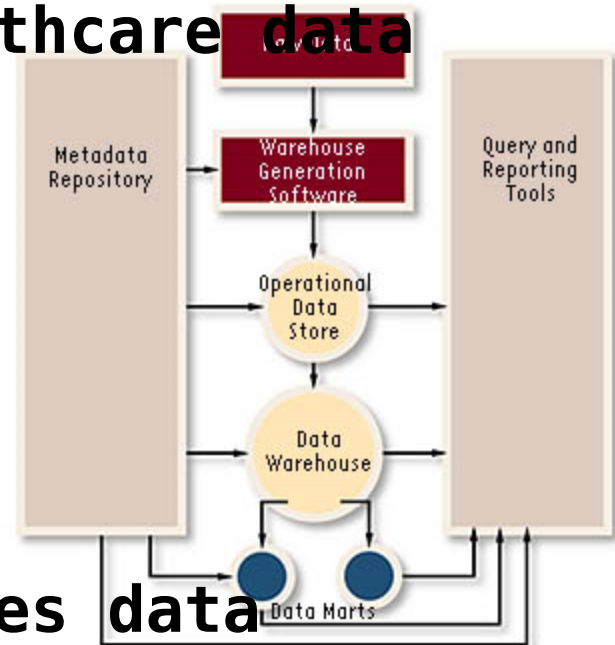 thcare data
Metadata
Repository
Warehouse
Generation
Software
Query and
Reporting
Tools
Operational
Data
Store
Data
Warehouse
Data Marts
es data